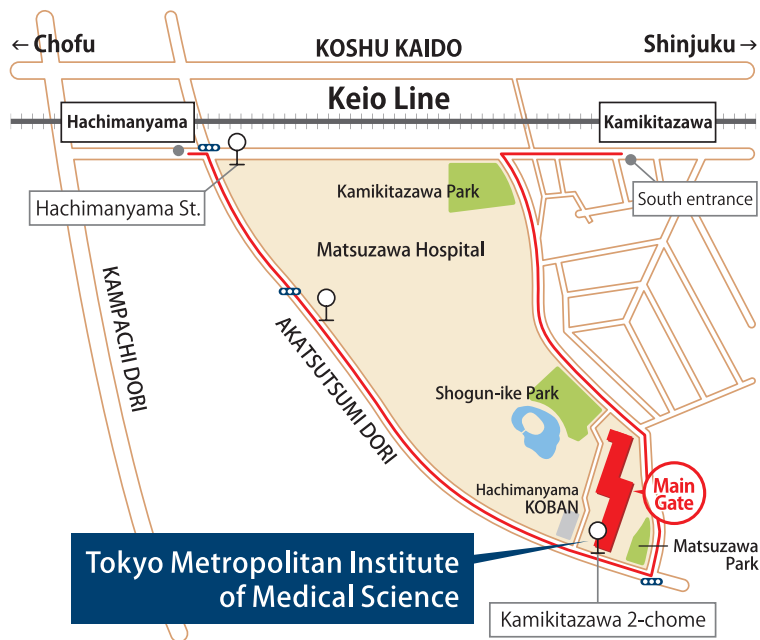 ← Chofu
KOSHU KAIDO
Shinjuku →
Keio Line
Hachimanyama
Kamikitazawa
Hachimanyama St.
Kamikitazawa Park
South entrance
Matsuzawa Hospital
KAMPACHI DORI
AKATSUTSUMI DORI
Shogun-ike Park
Hachimanyama
KOBAN
Main
Gate
Tokyo Metropolitan Institute
of Medical Science
Matsuzawa
Park
Kamikitazawa 2-chome